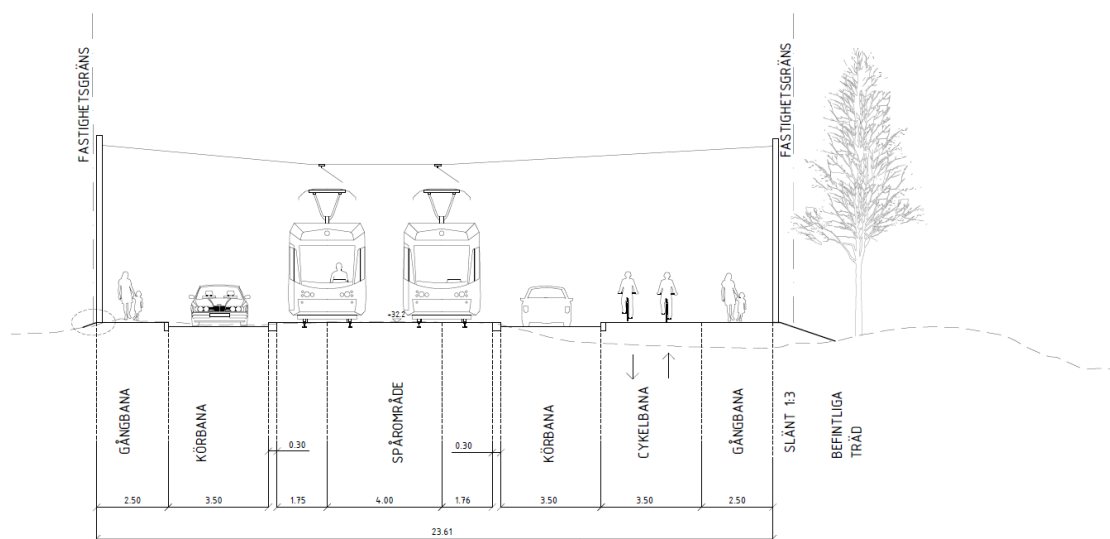 FASTIGHETSGRÄNS
FASTIGHETSGRÄNS
+32.2
GÅNGBANA
KÖRBANA
SPÅROMRÅDE
KÖRBANA
CYKELBANA
GÅNGBANA
SLÄNT 1:3
BEFINTLIGA
TRÄD
0.30
0.30
2.50
3.50
1.75
4.00
1.76
3.50
3.50
2.50
23.61